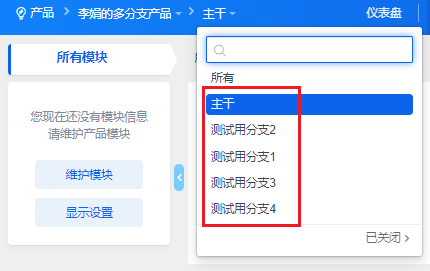 产品 李娟的多分支产品 主干 仪表盘
所有模块
您现在还没有模块信息
请维护产品模块
维护模块
显示设置
所有
主干
测试用分支2
测试用分支1
测试用分支3
测试用分支4
已关闭